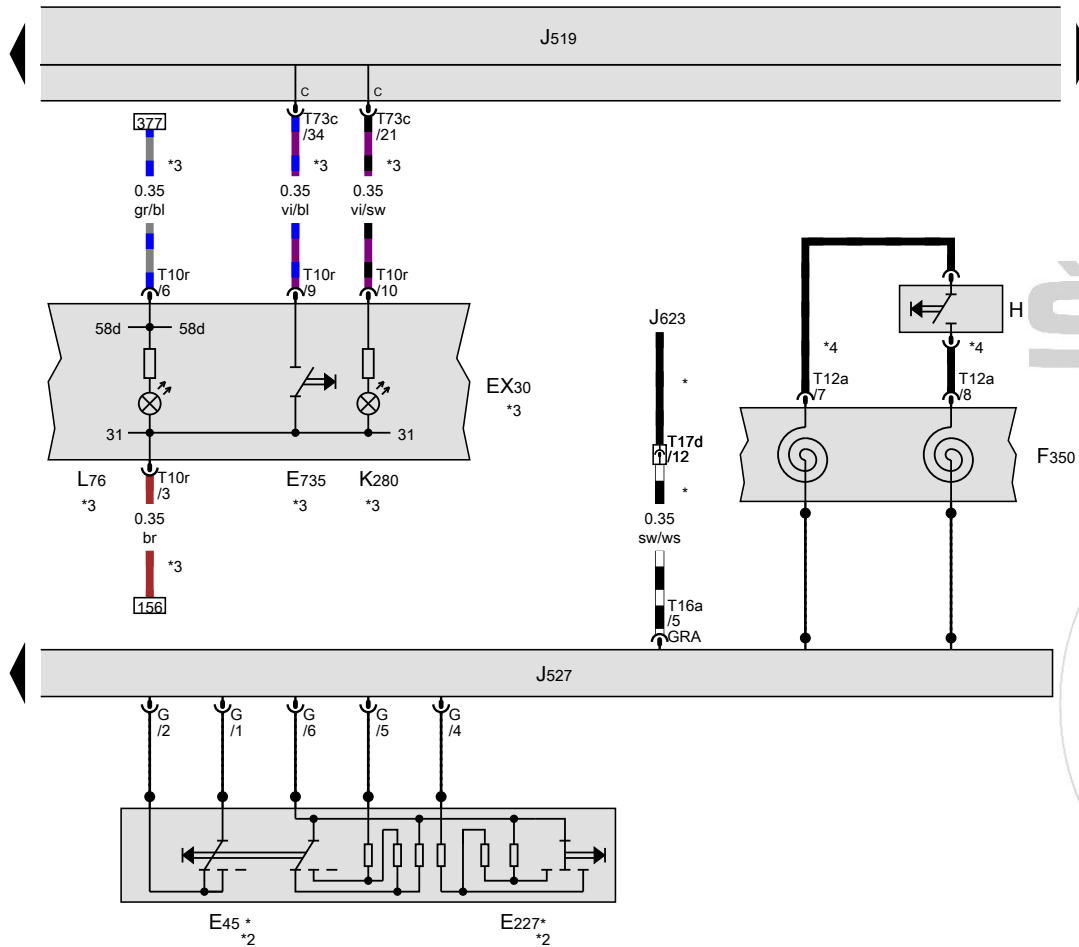 J519
c c
377
T73c
/34
T73c
/21
*3 *3 *3
0.35
gr/bl
0.35
vi/bl
0.35
vi/sw
T10r
/6
T10r
/9
T10r
/10
58d 58d
31 31
EX30
*3
L76
*3
T10r
/3
E735
*3
K280
*3
0.35
br
*3
156
J623
*
T17d
/12
*
0.35
sw/ws
T16a
/5
GRA
H
*4 *4
T12a
/7
T12a
/8
F350
J527
G
/2
G
/1
G
/6
G
/5
G
/4
E45 *
*2
E227*
*2